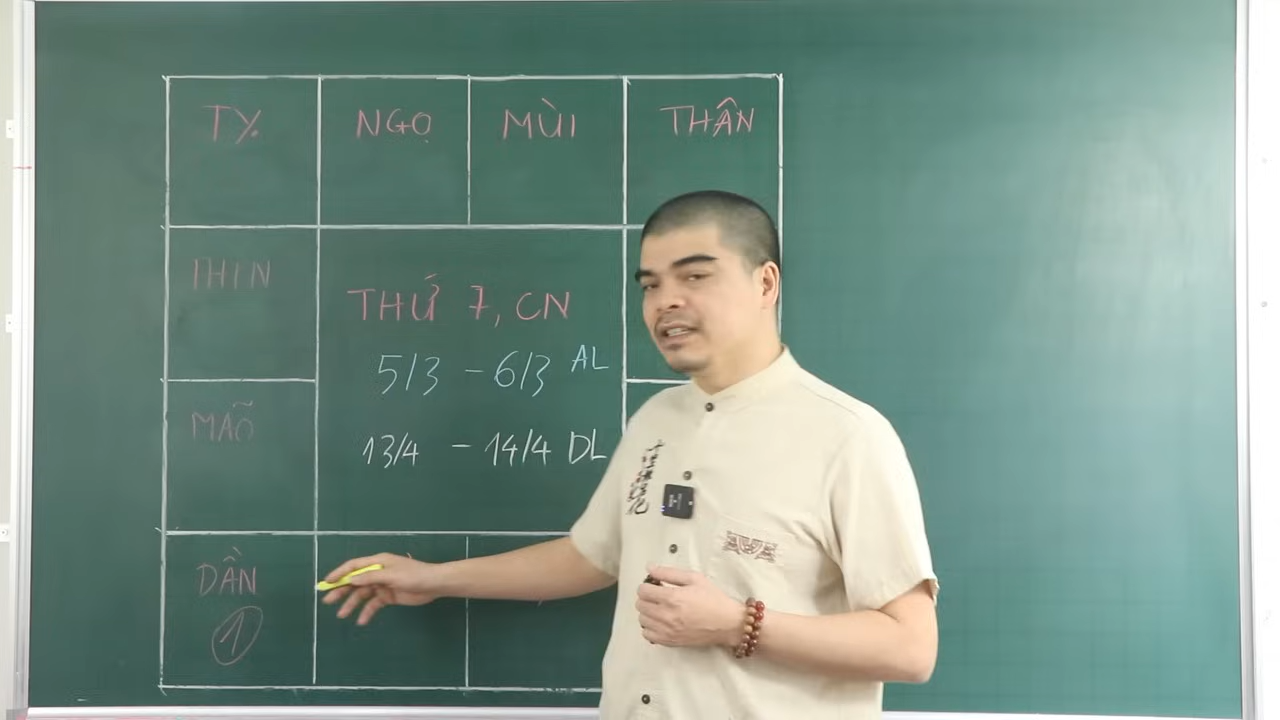 TỴ NGỌ MÙI THÂN
THÌN
THỨ 7, CN
5/3 - 6/3 AL
MÃO
13/4 - 14/4 DL
DẦN
1